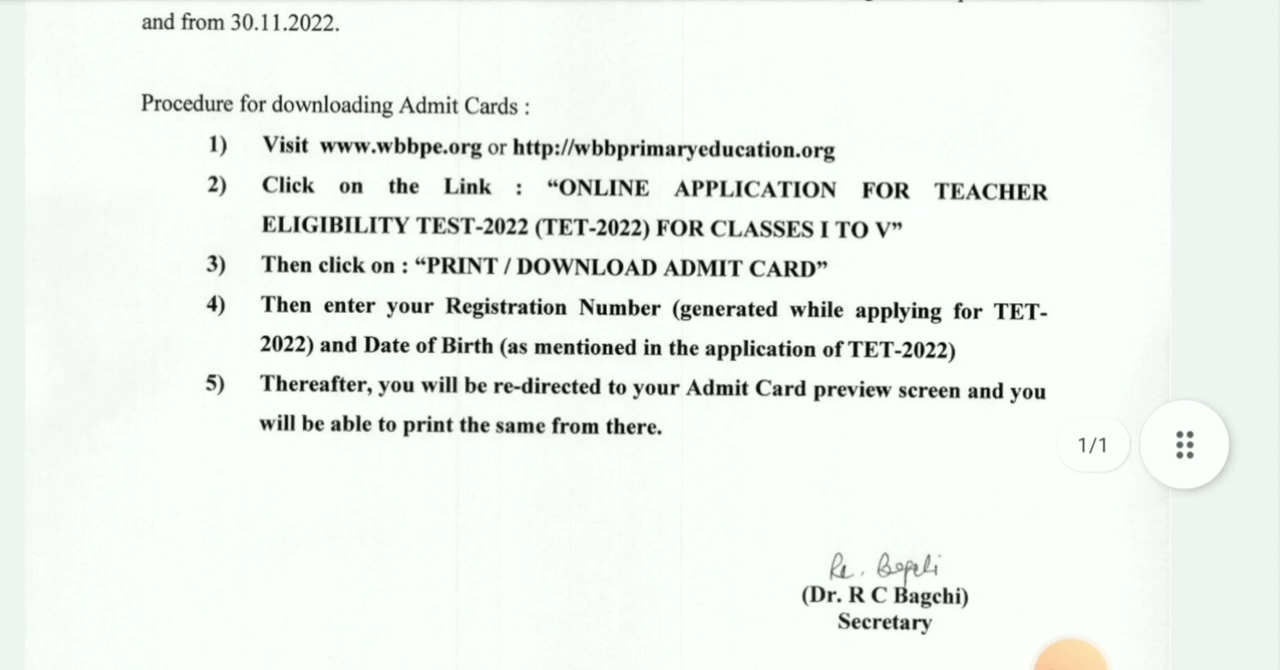 and from 30.11.2022.
Procedure for downloading Admit Cards :
1) Visit www.wbbpe.org or http://wbbprimaryeducation.org
2) Click on the Link : “ONLINE APPLICATION FOR TEACHER
ELIGIBILITY TEST-2022 (TET-2022) FOR CLASSES I TO V”
3) Then click on : “PRINT / DOWNLOAD ADMIT CARD”
4) Then enter your Registration Number (generated while applying for TET-
2022) and Date of Birth (as mentioned in the application of TET-2022)
5) Thereafter, you will be re-directed to your Admit Card preview screen and you
will be able to print the same from there.
1/1
(Dr. R C Bagchi)
Secretary